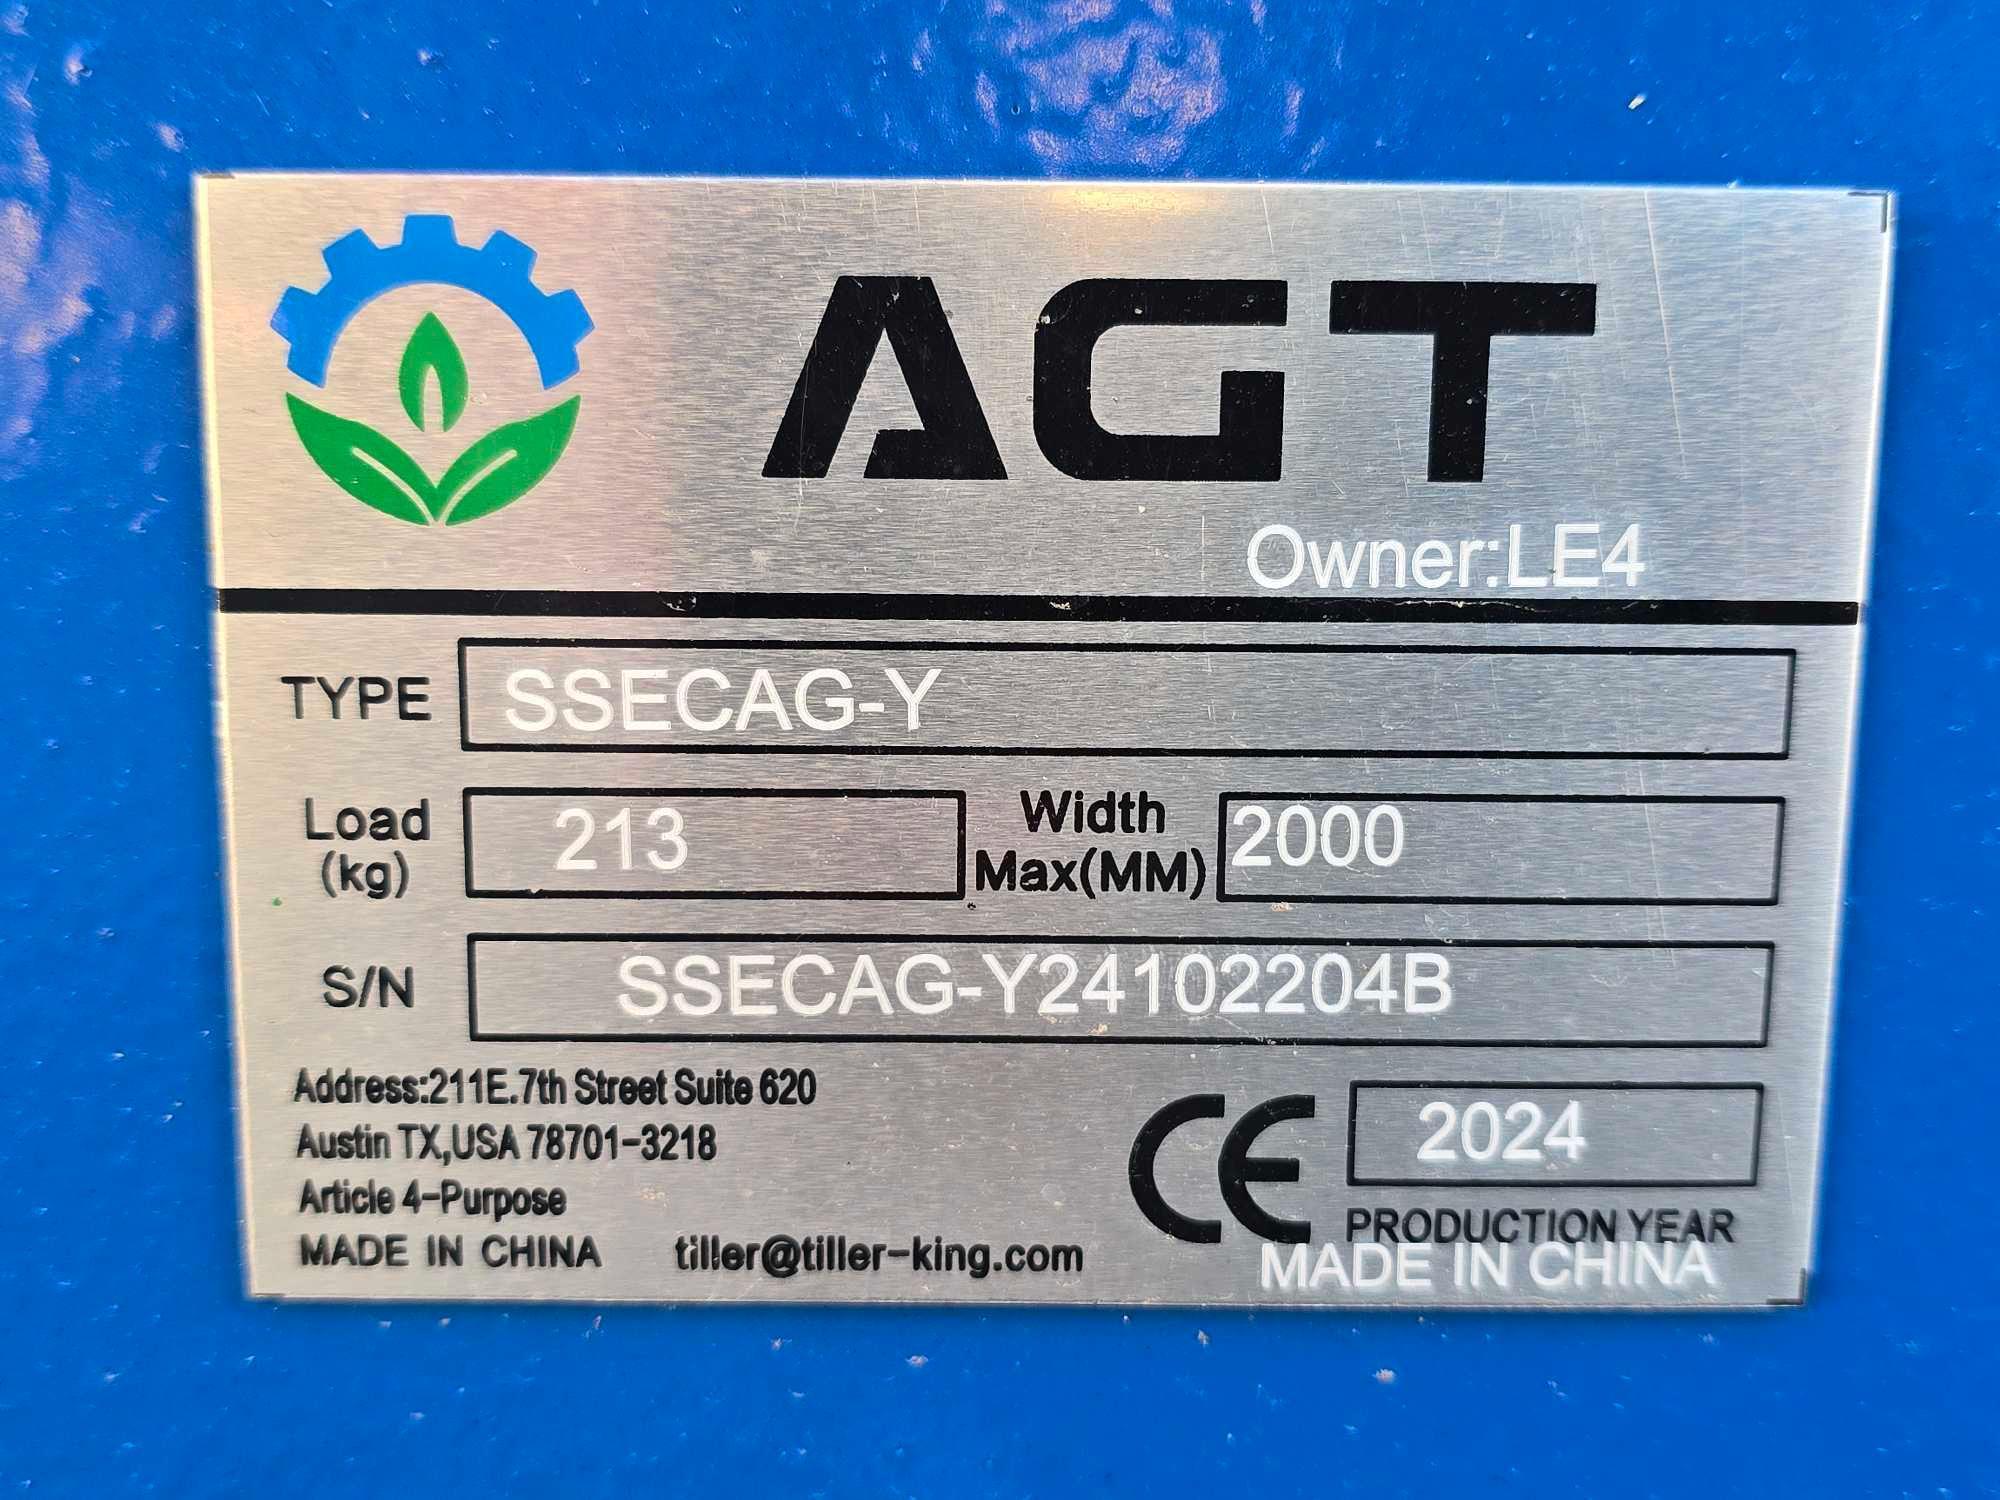 AGT
Owner:LE4
TYPE SSECAG-Y
Load (kg) 213 Width Max(MM) 2000
S/N SSECAG-Y24102204B
Address:211E.7th Street Suite 620
Austin TX,USA 78701-3218
Article 4-Purpose
MADE IN CHINA tiller@tiller-king.com
CE 2024
PRODUCTION YEAR
MADE IN CHINA